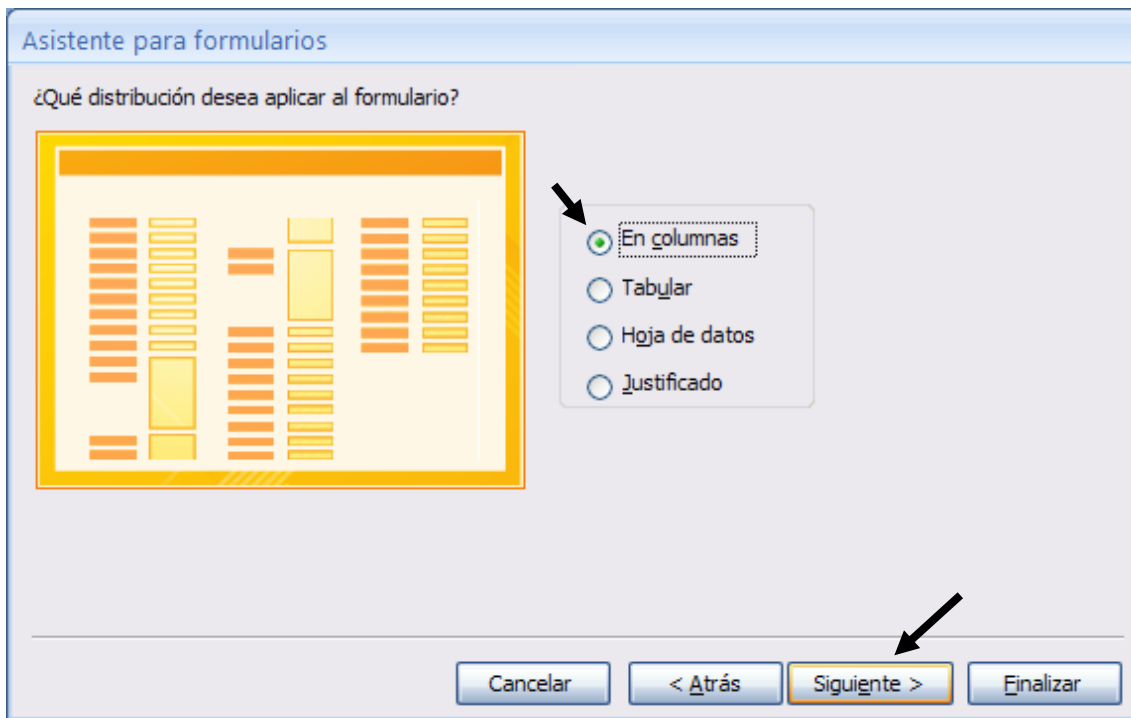 Asistente para formularios
¿Qué distribución desea aplicar al formulario?
En columnas
Tabular
Hoja de datos
Justificado
Cancelar
< Atrás
Siguiente >
Finalizar